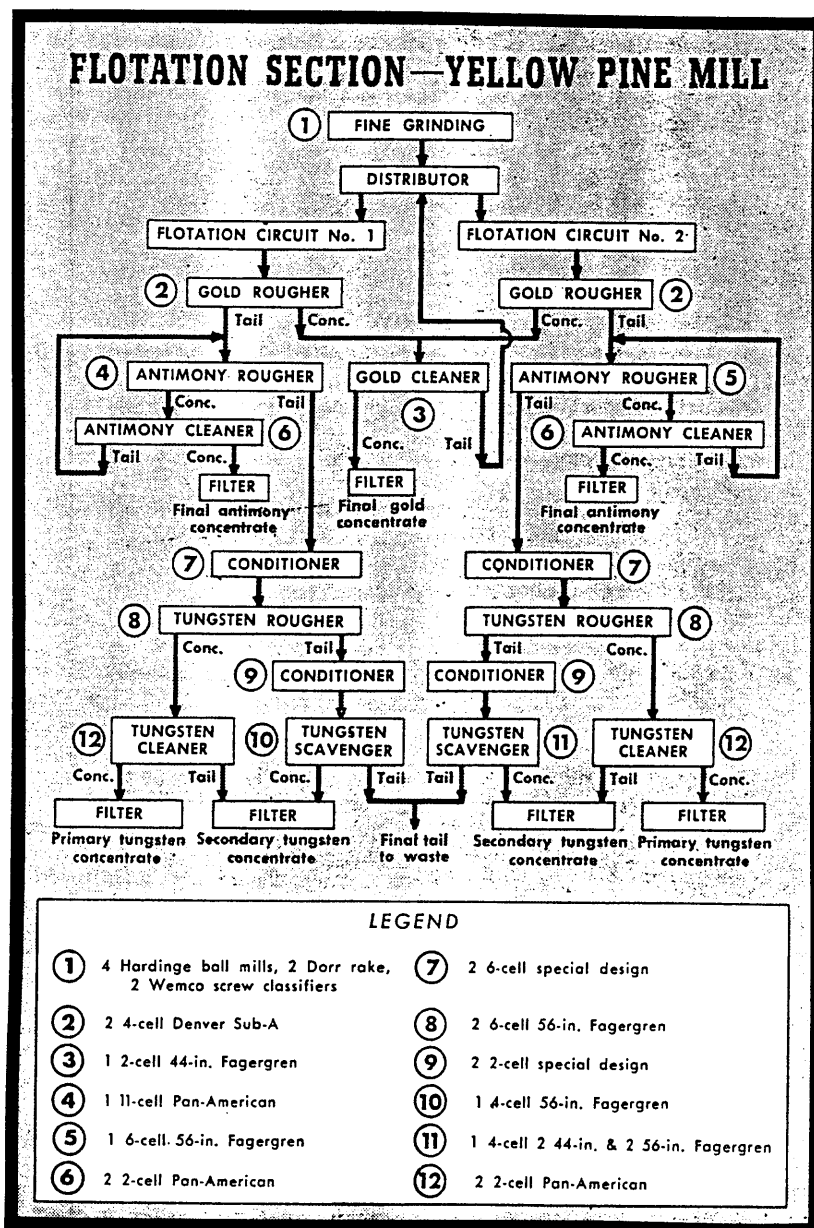 FLOTATION SECTION—YELLOW PINE MILL
1 FINE GRINDING
DISTRIBUTOR
FLOTATION CIRCUIT No. 1
FLOTATION CIRCUIT No. 2
2 GOLD ROUGHER
GOLD ROUGHER 2
Tail Conc.
Conc. Tail
4 ANTIMONY ROUGHER
GOLD CLEANER
ANTIMONY ROUGHER 5
Conc. Tail
3
Tail Conc.
ANTIMONY CLEANER 6
6 ANTIMONY CLEANER
Tail Conc.
Conc. Tail
Conc. Tail
FILTER
FILTER
FILTER
Final antimony
concentrate
Final gold
concentrate
Final antimony
concentrate
7 CONDITIONER
CONDITIONER 7
8 TUNGSTEN ROUGHER
TUNGSTEN ROUGHER 8
Conc. Tail
Tail Conc.
9 CONDITIONER
CONDITIONER 9
12 TUNGSTEN
CLEANER
10 TUNGSTEN
SCAVENGER
TUNGSTEN
SCAVENGER 11
TUNGSTEN
CLEANER 12
Conc. Tail Conc. Tail Tail Conc. Tail Conc.
FILTER
FILTER
FILTER
FILTER
Primary tungsten
concentrate
Secondary tungsten
concentrate
Final tail
to waste
Secondary tungsten
concentrate
Primary tungsten
concentrate
LEGEND
1 4 Hardinge ball mills, 2 Dorr rake,
2 Wemco screw classifiers
2 2 4-cell Denver Sub-A
3 1 2-cell 44-in. Fagergren
4 1 11-cell Pan-American
5 1 6-cell 56-in. Fagergren
6 2 2-cell Pan-American
7 2 6-cell special design
8 2 6-cell 56-in. Fagergren
9 2 2-cell special design
10 1 4-cell 56-in. Fagergren
11 1 4-cell 2 44-in. & 2 56-in. Fagergren
12 2 2-cell Pan-American